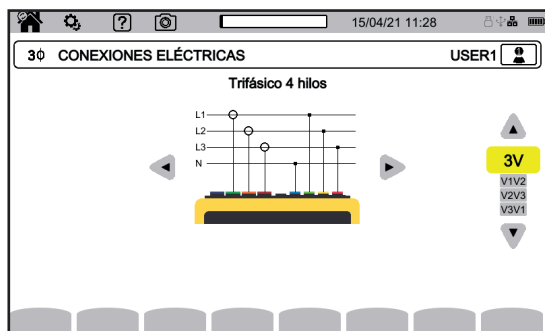 15/04/21 11:28
3Φ CONEXIONES ELÉCTRICAS USER1
Trifásico 4 hilos
L1
L2
L3
N
3V
V1V2
V2V3
V3V1